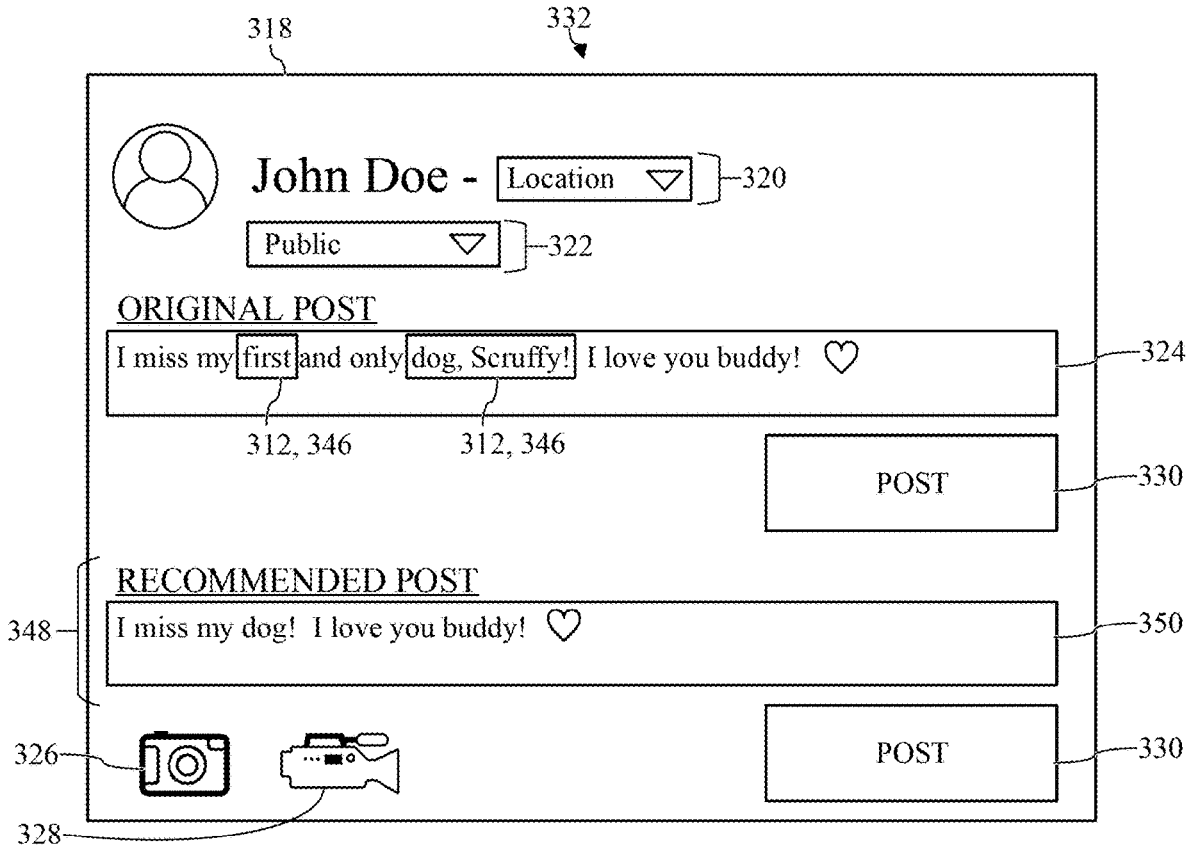 318
332
John Doe - Location 320
Public 322
ORIGINAL POST
I miss my first and only dog, Scruffy! I love you buddy! ♡ 324
312, 346 312, 346
POST 330
RECOMMENDED POST
I miss my dog! I love you buddy! ♡ 350
348
326 POST 330
328